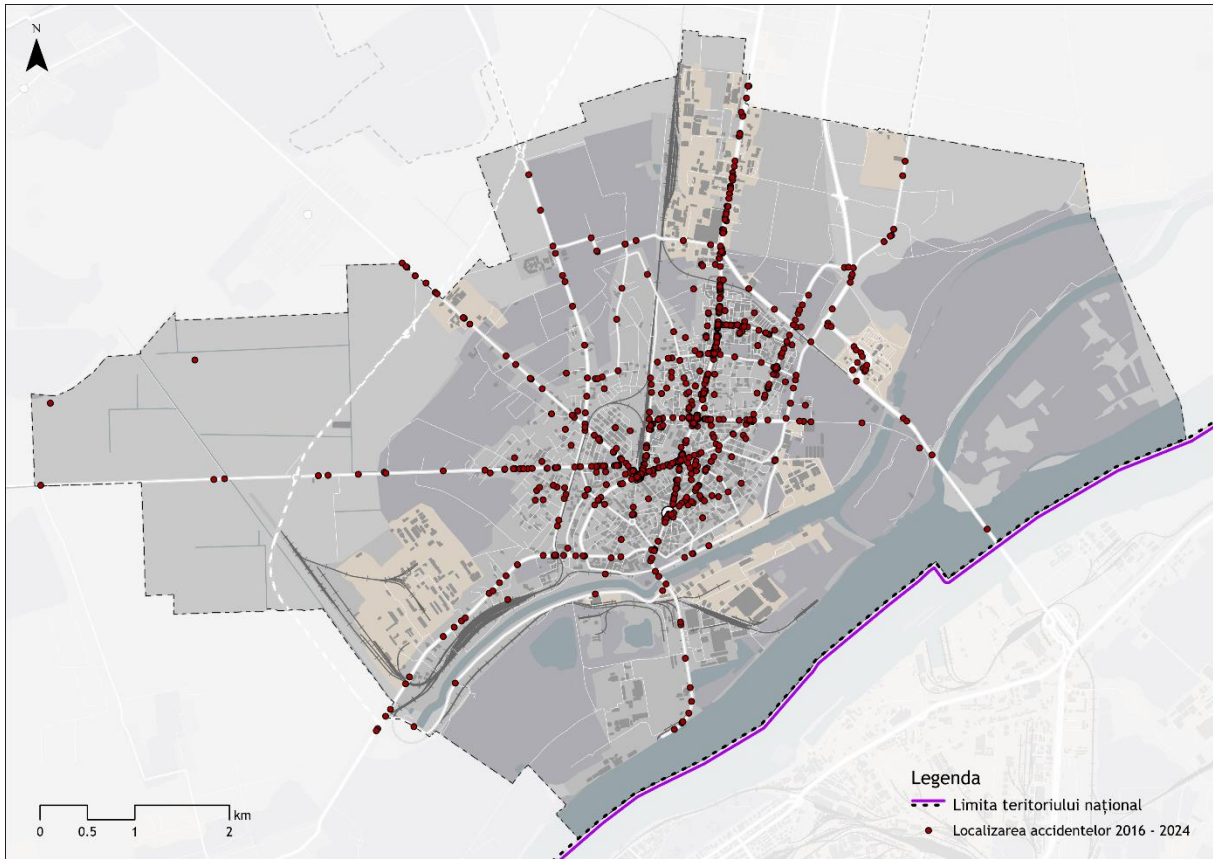 N
Legenda
Limita teritoriului național
Localizarea accidentelor 2016 - 2024
0 0.5 1 2 km